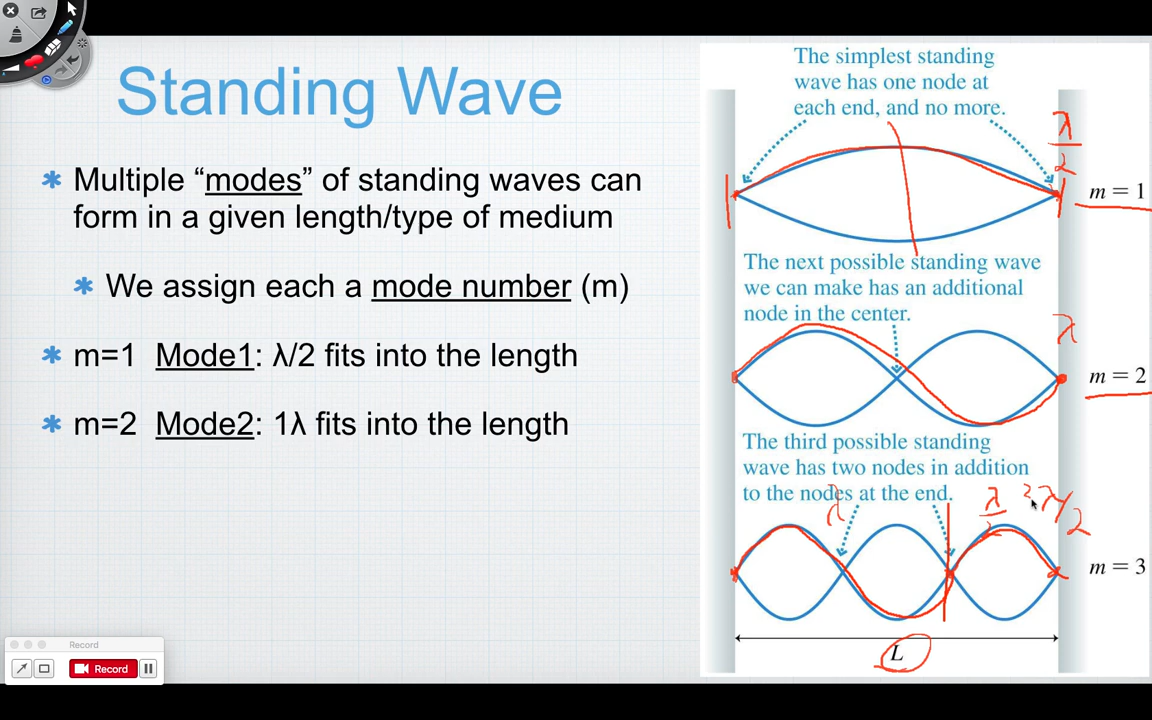 Standing Wave
Multiple “modes” of standing waves can
form in a given length/type of medium
We assign each a mode number (m)
m=1 Mode1: λ/2 fits into the length
m=2 Mode2: 1λ fits into the length
The simplest standing
wave has one node at
each end, and no more.
λ
2
m = 1
The next possible standing wave
we can make has an additional
node in the center.
λ
m = 2
The third possible standing
wave has two nodes in addition
to the nodes at the end.
λ
λ
2
3λ/2
m = 3
L
Record
Record